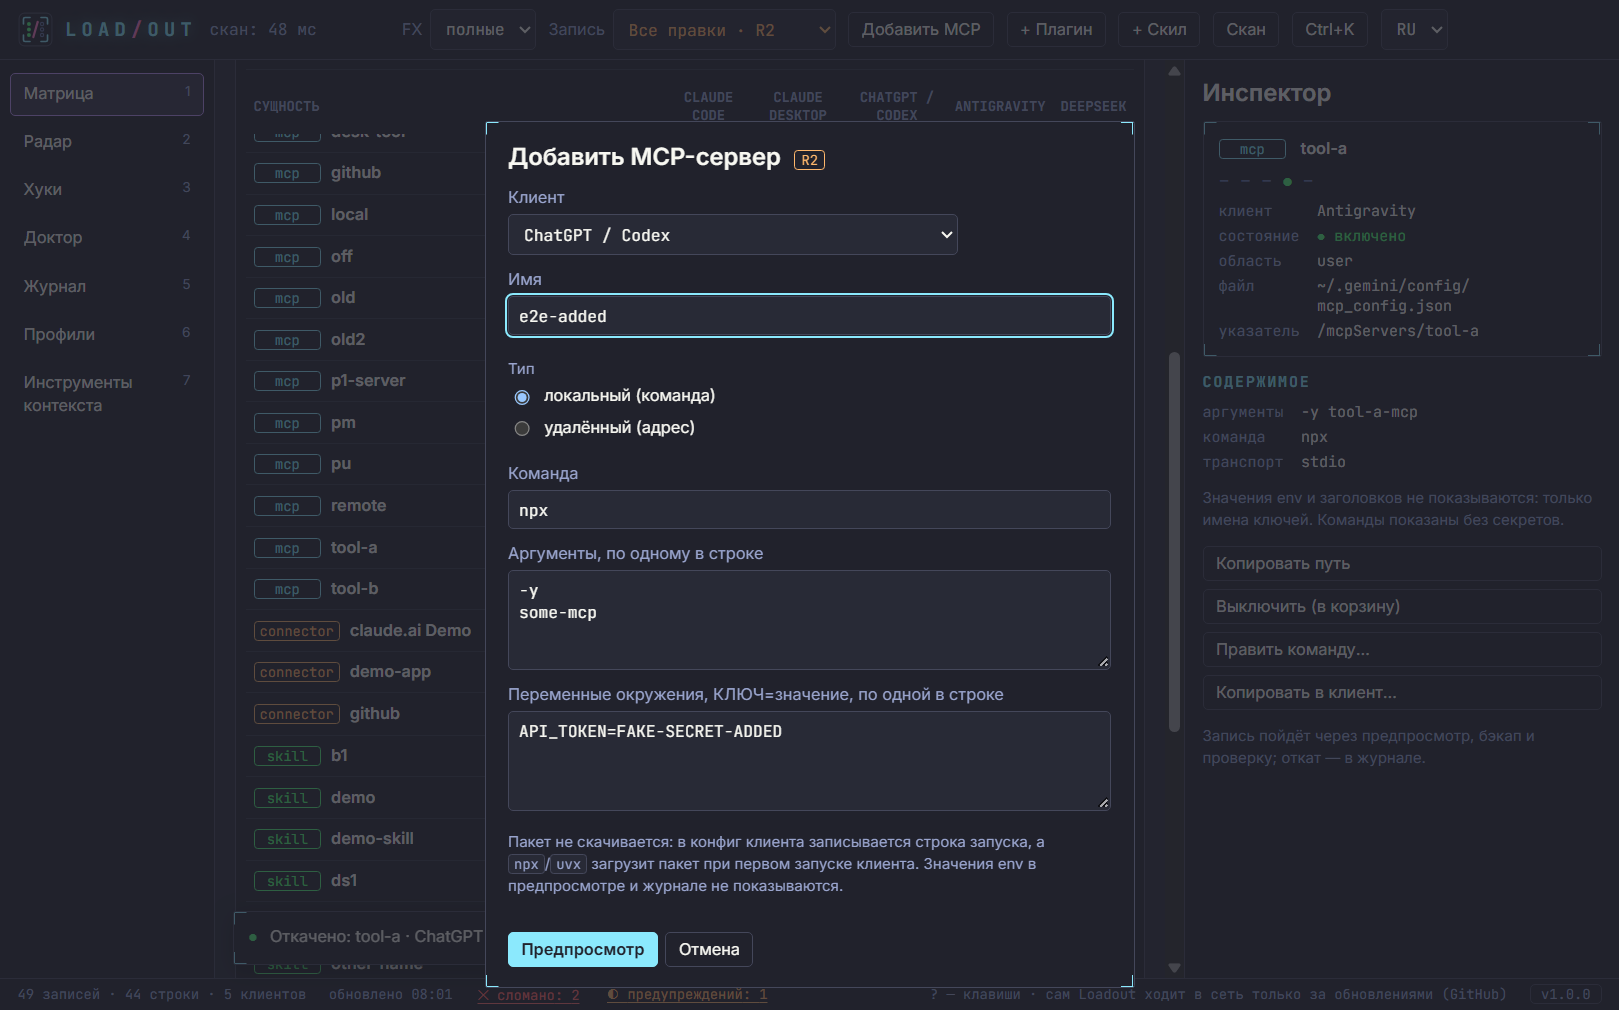 LOAD/OUT скан: 48 мс FX полные Запись Все правки · R2 Добавить MCP + Плагин + Скил Скан Ctrl+K RU
Матрица 1
Радар 2
Хуки 3
Доктор 4
Журнал 5
Профили 6
Инструменты 7
контекста
СУЩНОСТЬ
CLAUDE CODE
CLAUDE DESKTOP
CHATGPT / CODEX
ANTIGRAVITY
DEEPSEEK
mcp desk-tool
mcp github
mcp local
mcp off
mcp old
mcp old2
mcp p1-server
mcp pm
mcp pu
mcp remote
mcp tool-a
mcp tool-b
connector claude.ai Demo
connector demo-app
connector github
skill b1
skill demo
skill demo-skill
skill ds1
Откачено: tool-a · ChatGPT
skill other-name
Добавить MCP-сервер R2
Клиент
ChatGPT / Codex
Имя
e2e-added
Тип
локальный (команда)
удалённый (адрес)
Команда
npx
Аргументы, по одному в строке
-y
some-mcp
Переменные окружения, КЛЮЧ=значение, по одной в строке
API_TOKEN=FAKE-SECRET-ADDED
Пакет не скачивается: в конфиг клиента записывается строка запуска, а
npx/uvx загрузит пакет при первом запуске клиента. Значения env в
предпросмотре и журнале не показываются.
Предпросмотр Отмена
Инспектор
mcp tool-a
клиент Antigravity
состояние включено
область user
файл ~/.gemini/config/
mcp_config.json
указатель /mcpServers/tool-a
СОДЕРЖИМОЕ
аргументы -y tool-a-mcp
команда npx
транспорт stdio
Значения env и заголовков не показываются: только
имена ключей. Команды показаны без секретов.
Копировать путь
Выключить (в корзину)
Править команду…
Копировать в клиент…
Запись пойдёт через предпросмотр, бэкап и
проверку; откат — в журнале.
49 записей · 44 строки · 5 клиентов обновлено 08:01 сломано: 2 предупреждений: 1 ? — клавиши · сам Loadout ходит в сеть только за обновлениями (GitHub) v1.0.0